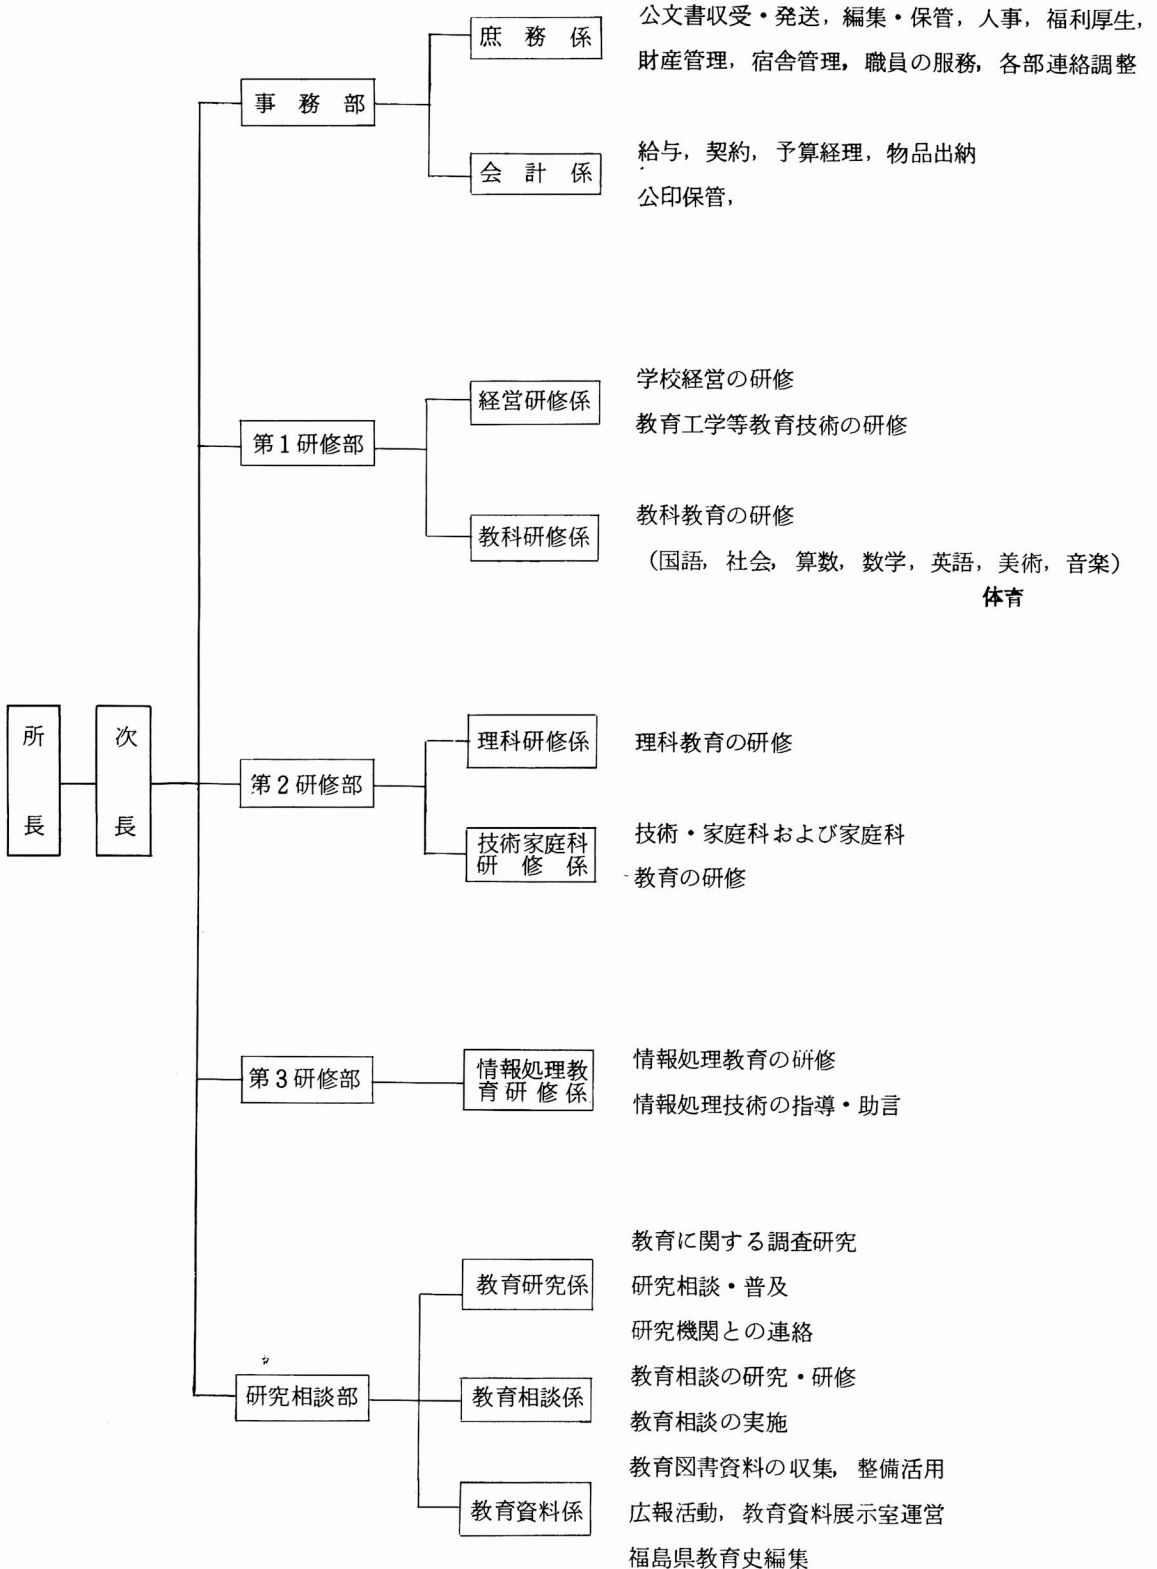 公文書収受・発送，編集・保管，人事，福利厚生，
庶務係
財産管理，宿舎管理，職員の服務，各部連絡調整
事務部
給与，契約，予算経理，物品出納
会計係
公印保管，
学校経営の研修
経営研修係
教育工学等教育技術の研修
第1研修部
教科教育の研修
教科研修係
（国語，社会，算数，数学，英語，美術，音楽）
体育
所長
次長
理科研修係
理科教育の研修
第2研修部
技術家庭科
研修係
技術・家庭科および家庭科
教育の研修
第3研修部
情報処理教
育研修係
情報処理教育の研修
情報処理技術の指導・助言
教育に関する調査研究
教育研究係
研究相談・普及
研究機関との連絡
研究相談部
教育相談係
教育相談の研究・研修
教育相談の実施
教育図書資料の収集，整備活用
教育資料係
広報活動，教育資料展示室運営
福島県教育史編集